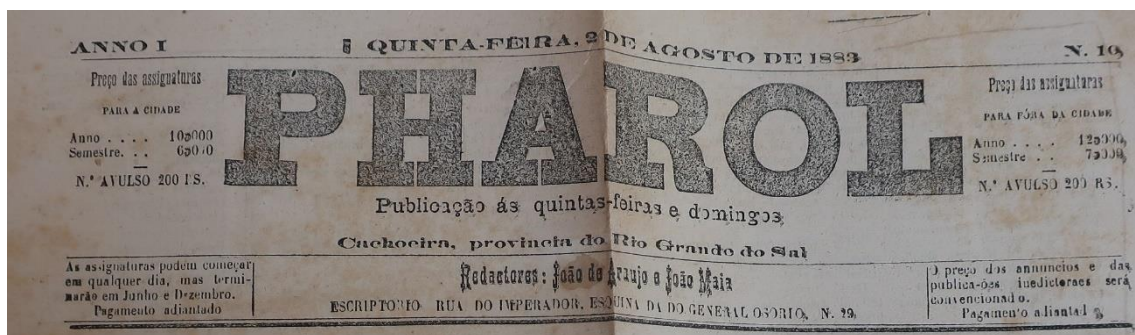 ANNO I
QUINTA-FEIRA, 2 DE AGOSTO DE 1883
N. 10
Preço das assignaturas
PARA A CIDADE
Anno . . . . 10$000
Semestre. . . 6$000
N.º AVULSO 200 RS.
PHAROL
Preço das assignaturas
PARA FÓRA DA CIDADE
Anno . . . . 12$000
Semestre . . 7$000
N.º AVULSO 200 RS.
Publicação ás quintas-feiras e domingos
Cachoeira, provincia do Rio Grande do Sul
As assignaturas podem começar
em qualquer dia, mas termi-
narão em Junho e Dezembro.
Pagamento adiantado
Redactores: João de Araujo e João Maia
ESCRIPTORIO RUA DO IMPERADOR, ESQUINA DA DO GENERAL OSORIO, N. 29
O preço dos annuncios e das
publicações inedictoraes será
convencionado.
Pagamento adiantado